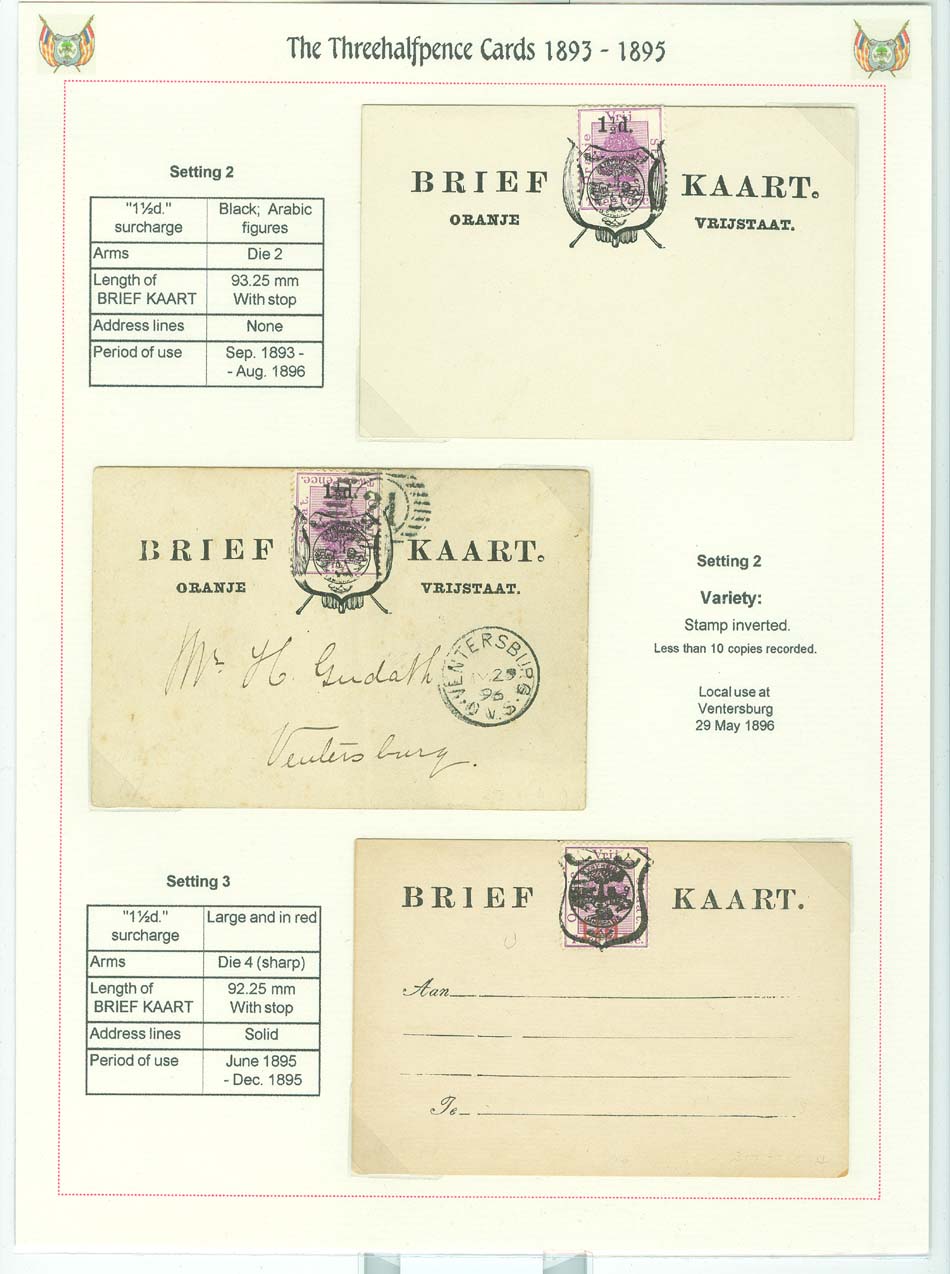 The Threehalfpence Cards 1893 - 1895
Setting 2
"1½d." surcharge Black; Arabic figures
Arms Die 2
Length of BRIEF KAART 93.25 mm With stop
Address lines None
Period of use Sep. 1893 - - Aug. 1896
Vrij
1½d.
BRIEF KAART.
ORANJE VRIJSTAAT.
1½d.
BRIEF KAART.
ORANJE VRIJSTAAT.
Mr. H. Gudath
Ventersburg.
VENTERSBURG
29
96
O.V.S.
Setting 2
Variety:
Stamp inverted.
Less than 10 copies recorded.
Local use at
Ventersburg
29 May 1896
Setting 3
"1½d." surcharge Large and in red
Arms Die 4 (sharp)
Length of BRIEF KAART 92.25 mm With stop
Address lines Solid
Period of use June 1895 - Dec. 1895
Vrij
BRIEF KAART.
Aan
Te